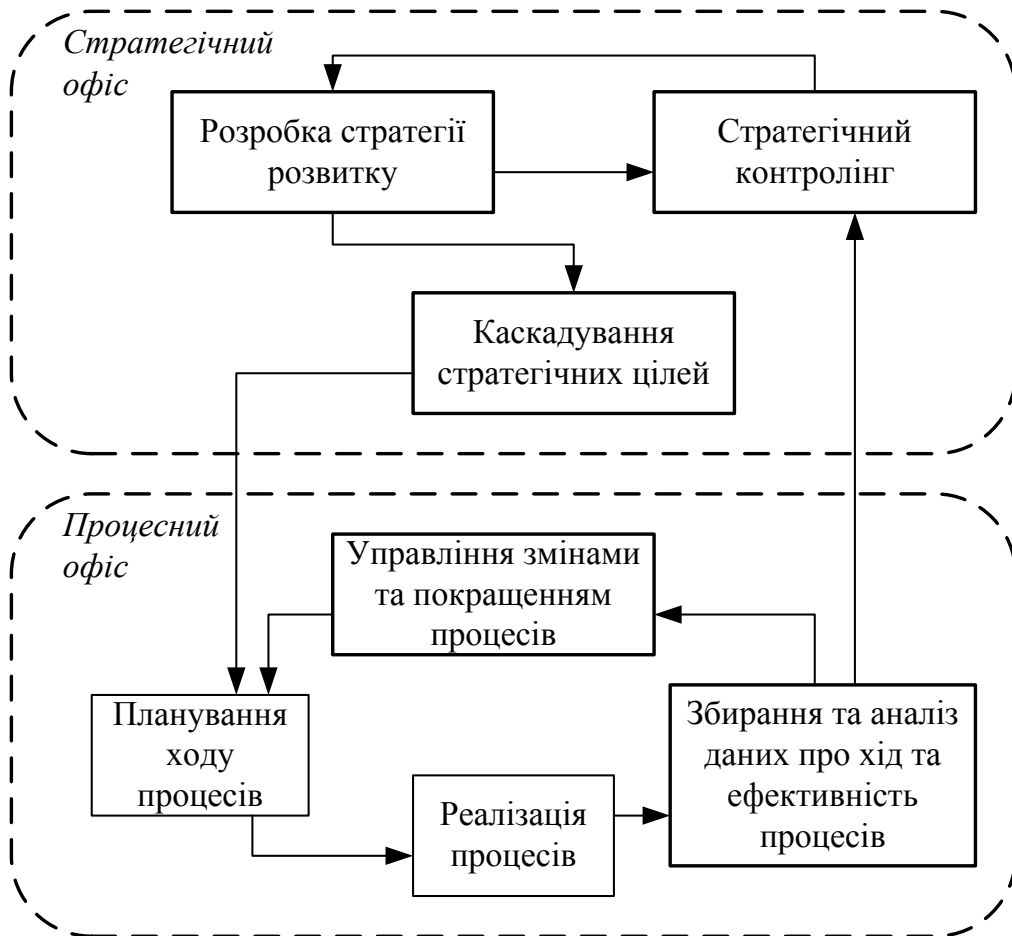 Стратегічний
офіс
Розробка стратегії
розвитку
Стратегічний
контролінг
Каскадування
стратегічних цілей
Процесний
офіс
Управління змінами
та покращенням
процесів
Планування
ходу
процесів
Реалізація
процесів
Збирання та аналіз
даних про хід та
ефективність
процесів